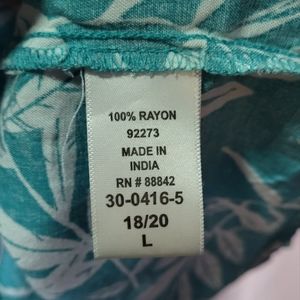 100% RAYON
92273
MADE IN
INDIA
RN # 88842
30-0416-5
18/20
L